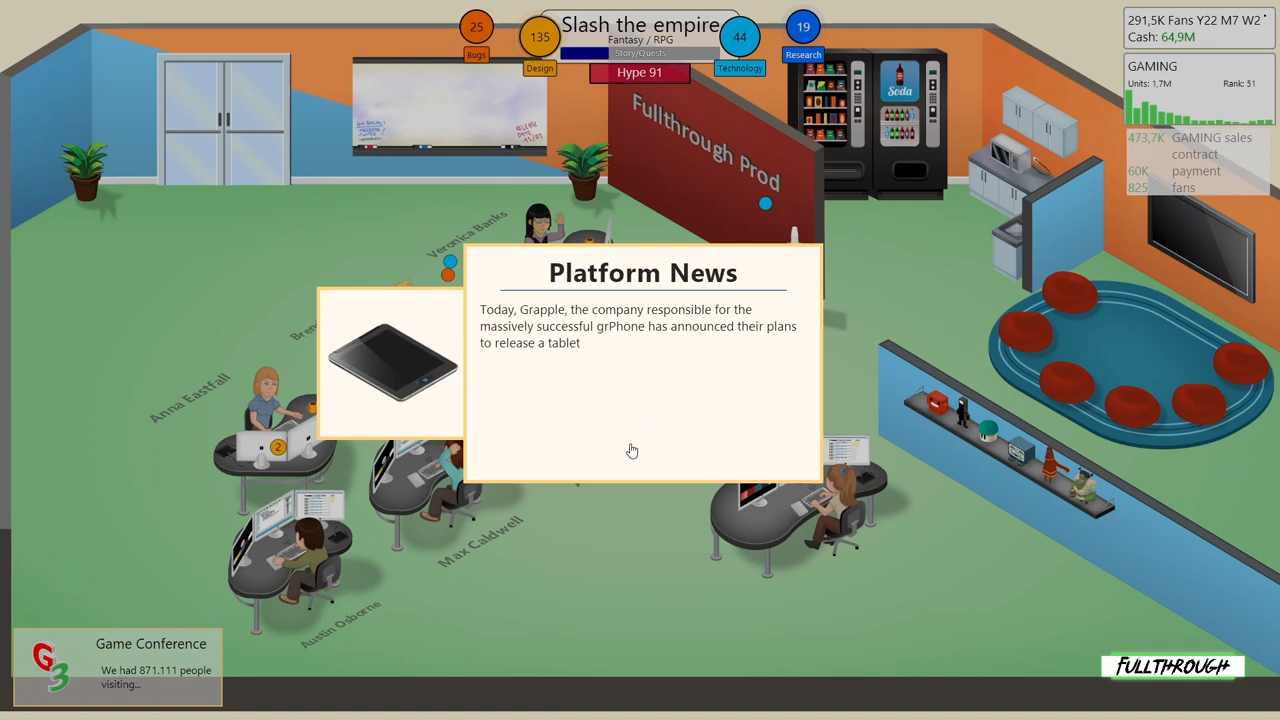 25
Bugs
135
Design
Slash the empire
Fantasy / RPG
Story/Quests
Hype 91
44
Technology
19
Research
291,5K Fans Y22 M7 W2
Cash: 64,9M
GAMING
Units: 1,7M
Rank: 51
473,7K GAMING sales
contract
60K payment
825 fans
Fullthrough Prod
Soda
RELEASE
Veronica Banks
Platform News
Today, Grapple, the company responsible for the
massively successful grPhone has announced their plans
to release a tablet
Anna Eastfall
2
Max Caldwell
Austin Osborne
G3
Game Conference
We had 871.111 people
visiting...
FULLTHROUGH